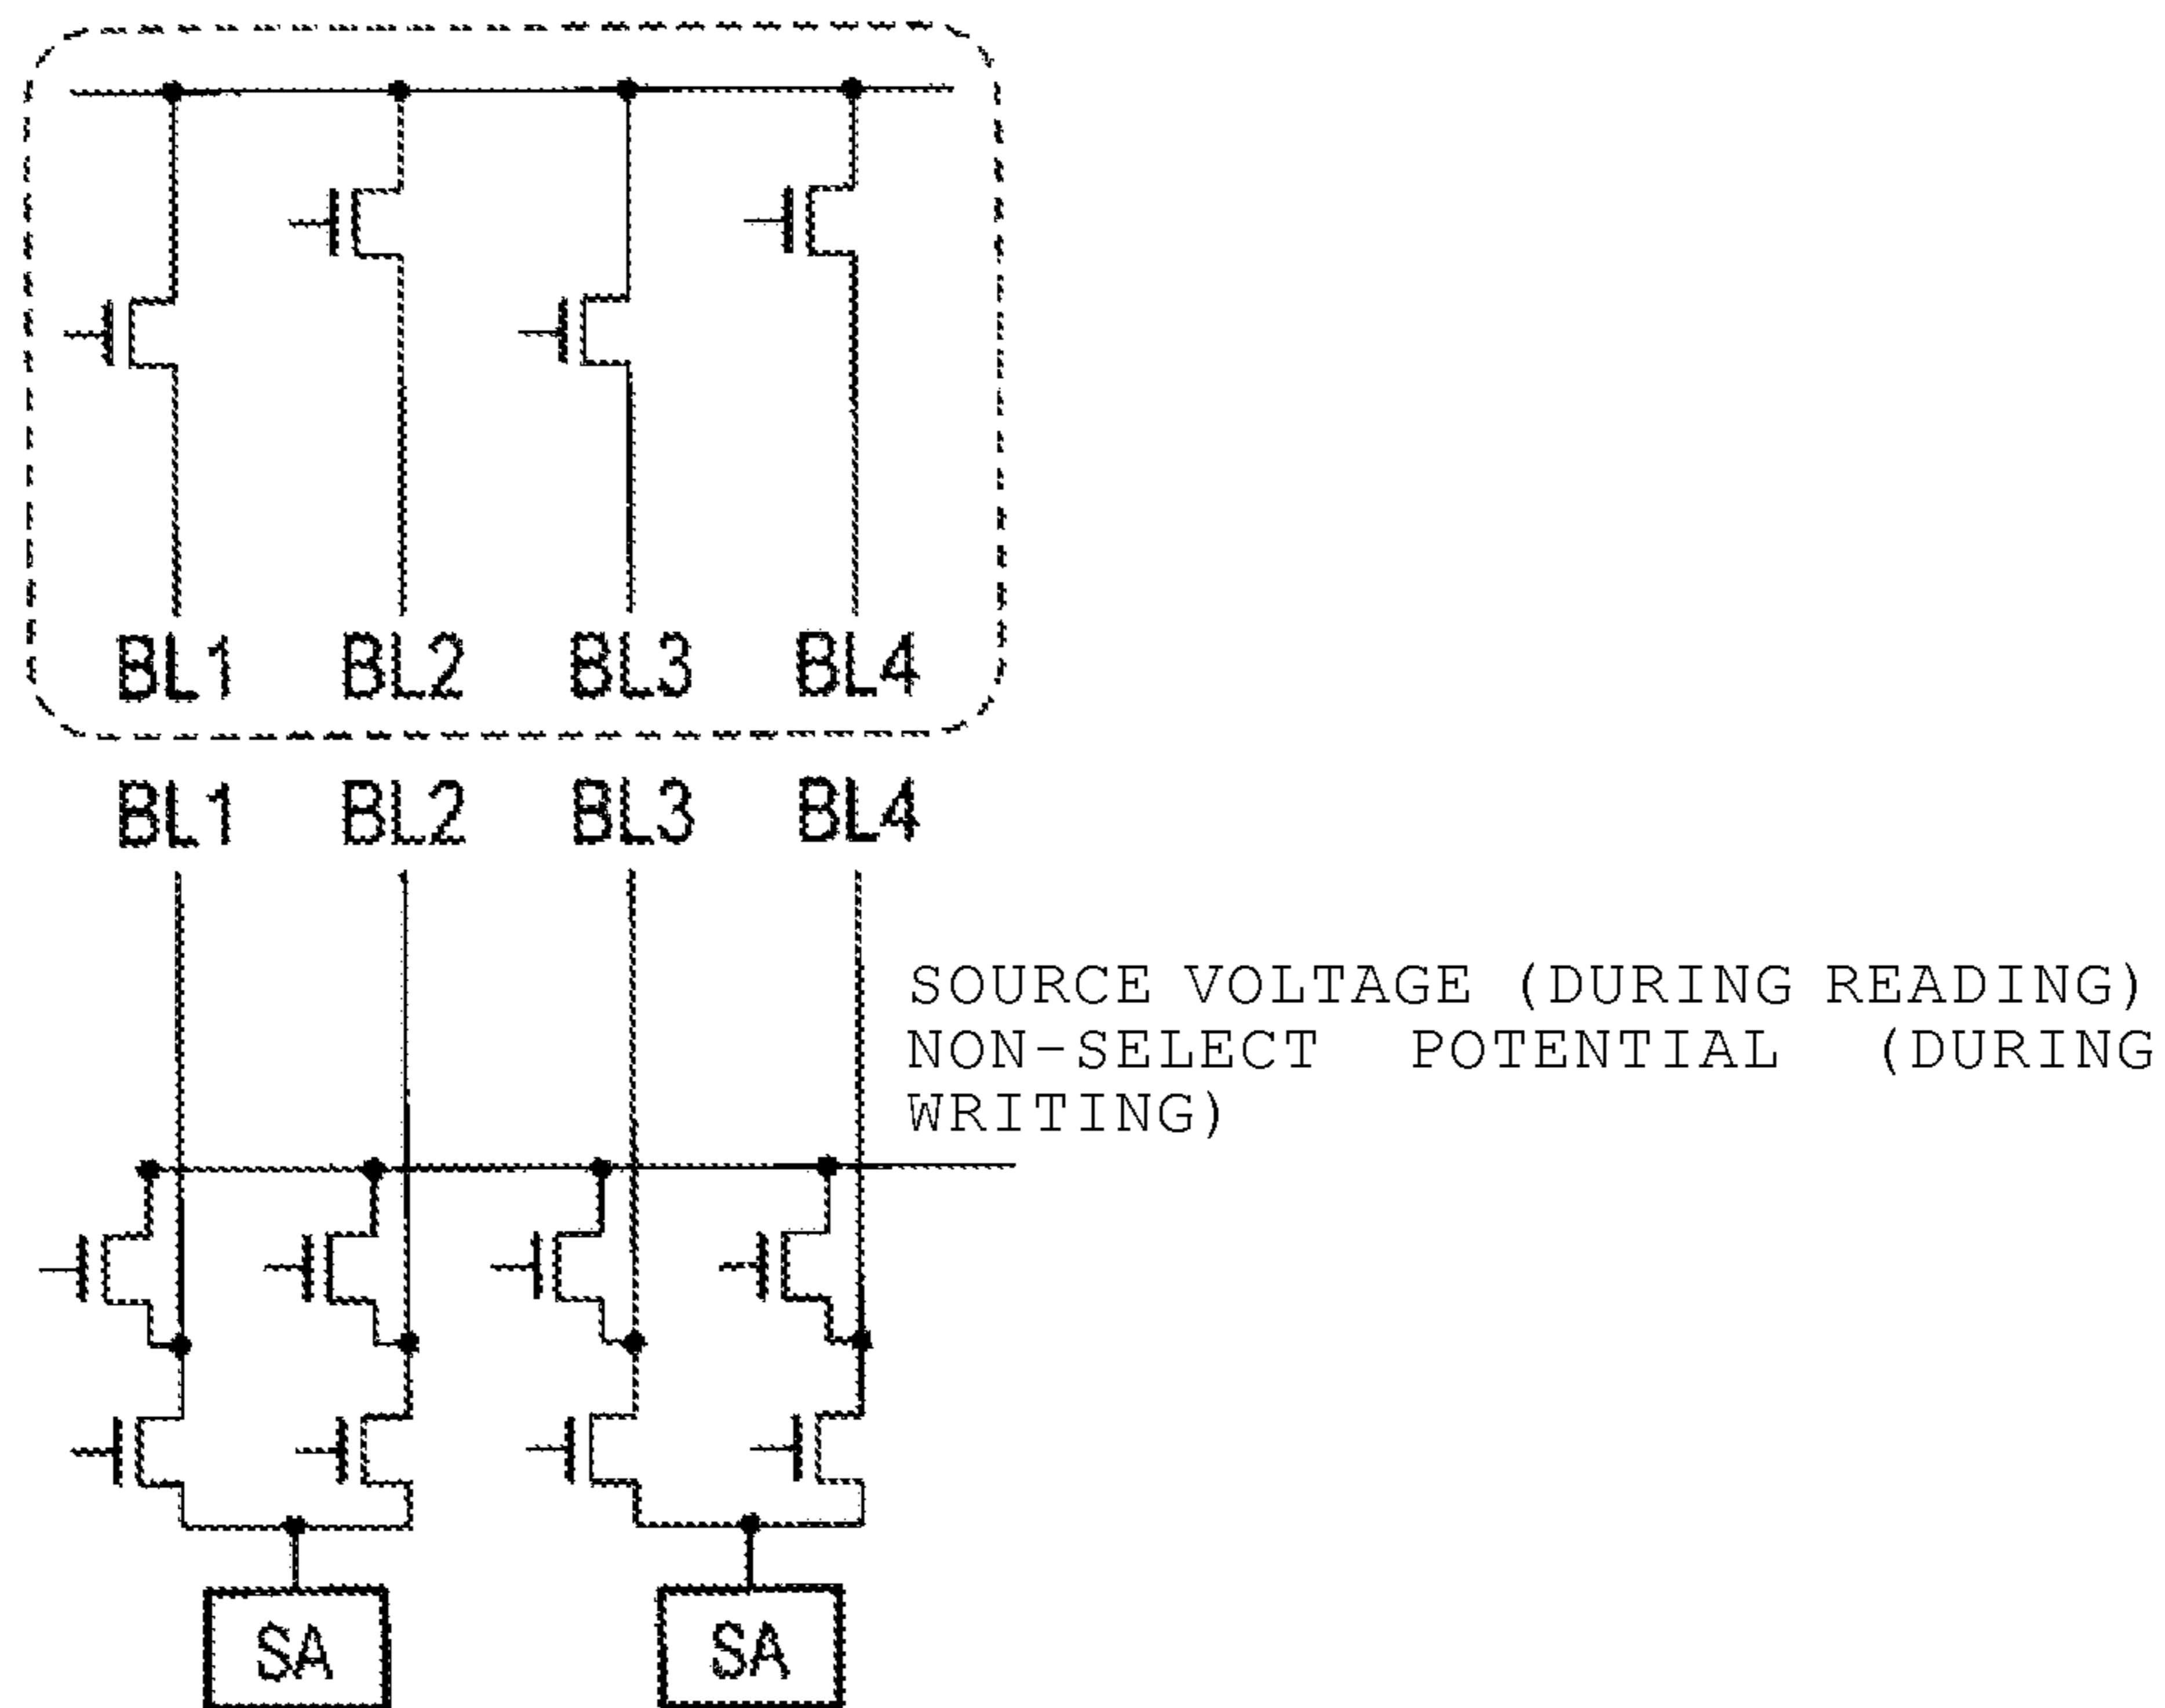 BL1 BL2 BL3 BL4
BL1 BL2 BL3 BL4
SOURCE VOLTAGE (DURING READING)
NON-SELECT POTENTIAL (DURING
WRITING)
SA SA